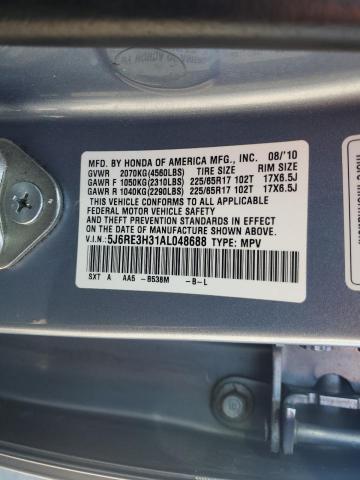 MFD. BY HONDA OF AMERICA MFG., INC. 08/'10
GVWR 2070KG(4560LBS) TIRE SIZE RIM SIZE
GAWR F 1050KG(2310LBS) 225/65R17 102T 17X6.5J
GAWR R 1040KG(2290LBS) 225/65R17 102T 17X6.5J
THIS VEHICLE CONFORMS TO ALL APPLICABLE
FEDERAL MOTOR VEHICLE SAFETY
AND THEFT PREVENTION STANDARDS IN EFFECT
ON THE DATE OF MANUFACTURE SHOWN ABOVE.
V.I.N.: 5J6RE3H31AL048688 TYPE: MPV
SXT A AA5 -B538M -B-L